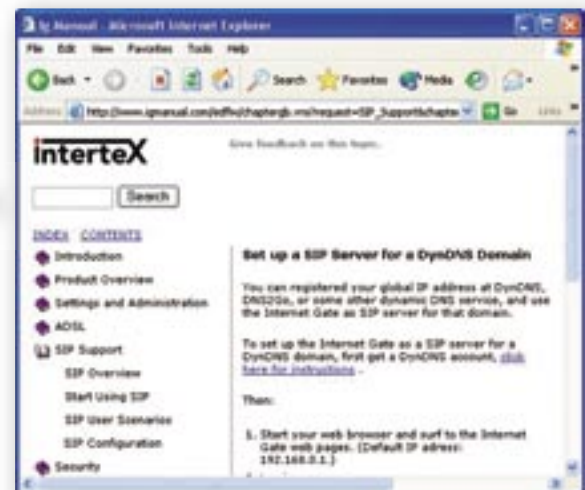 Ig Manual - Microsoft Internet Explorer
File Edit View Favorites Tools Help
Back Search Favorites Media
Address http://www.igmanual.com/ Go Links
interteX
Give feedback on this topic.
Search
INDEX CONTENTS
Introduction
Product Overview
Settings and Administration
ADSL
SIP Support
SIP Overview
Start Using SIP
SIP User Scenarios
SIP Configuration
Security
Set up a SIP Server for a DynDNS Domain
You can registered your global IP address at DynDNS,
DNS2Go, or some other dynamic DNS service, and use
the Internet Gate as SIP server for that domain.
To set up the Internet Gate as a SIP server for a
DynDNS domain, first get a DynDNS account, click
here for instructions .
Then:
1. Start your web browser and surf to the Internet
Gate web pages. (Default IP adress:
192.168.0.1.)